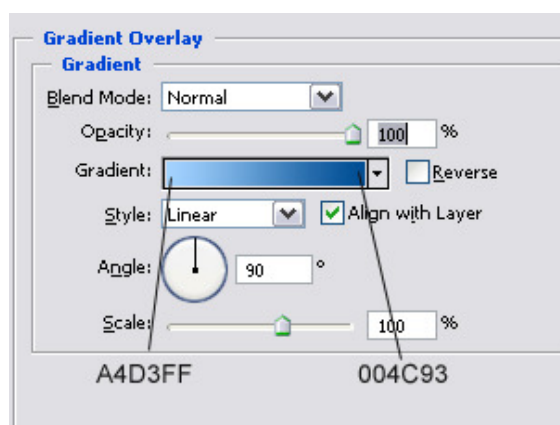 Gradient Overlay
Gradient
Blend Mode: Normal
Opacity: 100 %
Gradient: Reverse
Style: Linear Align with Layer
Angle: 90 °
Scale: 100 %
A4D3FF 004C93